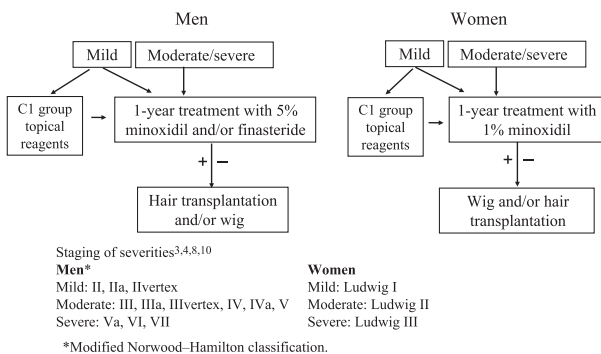 Men
Mild
Moderate/severe
C1 group
topical
reagents
1-year treatment with 5%
minoxidil and/or finasteride
+
−
Hair transplantation
and/or wig
Women
Mild
Moderate/severe
C1 group
topical
reagents
1-year treatment with
1% minoxidil
+
−
Wig and/or hair
transplantation
Staging of severities3,4,8,10
Men*
Mild: II, IIa, IIvertex
Moderate: III, IIIa, IIIvertex, IV, IVa, V
Severe: Va, VI, VII
Women
Mild: Ludwig I
Moderate: Ludwig II
Severe: Ludwig III
*Modified Norwood–Hamilton classification.